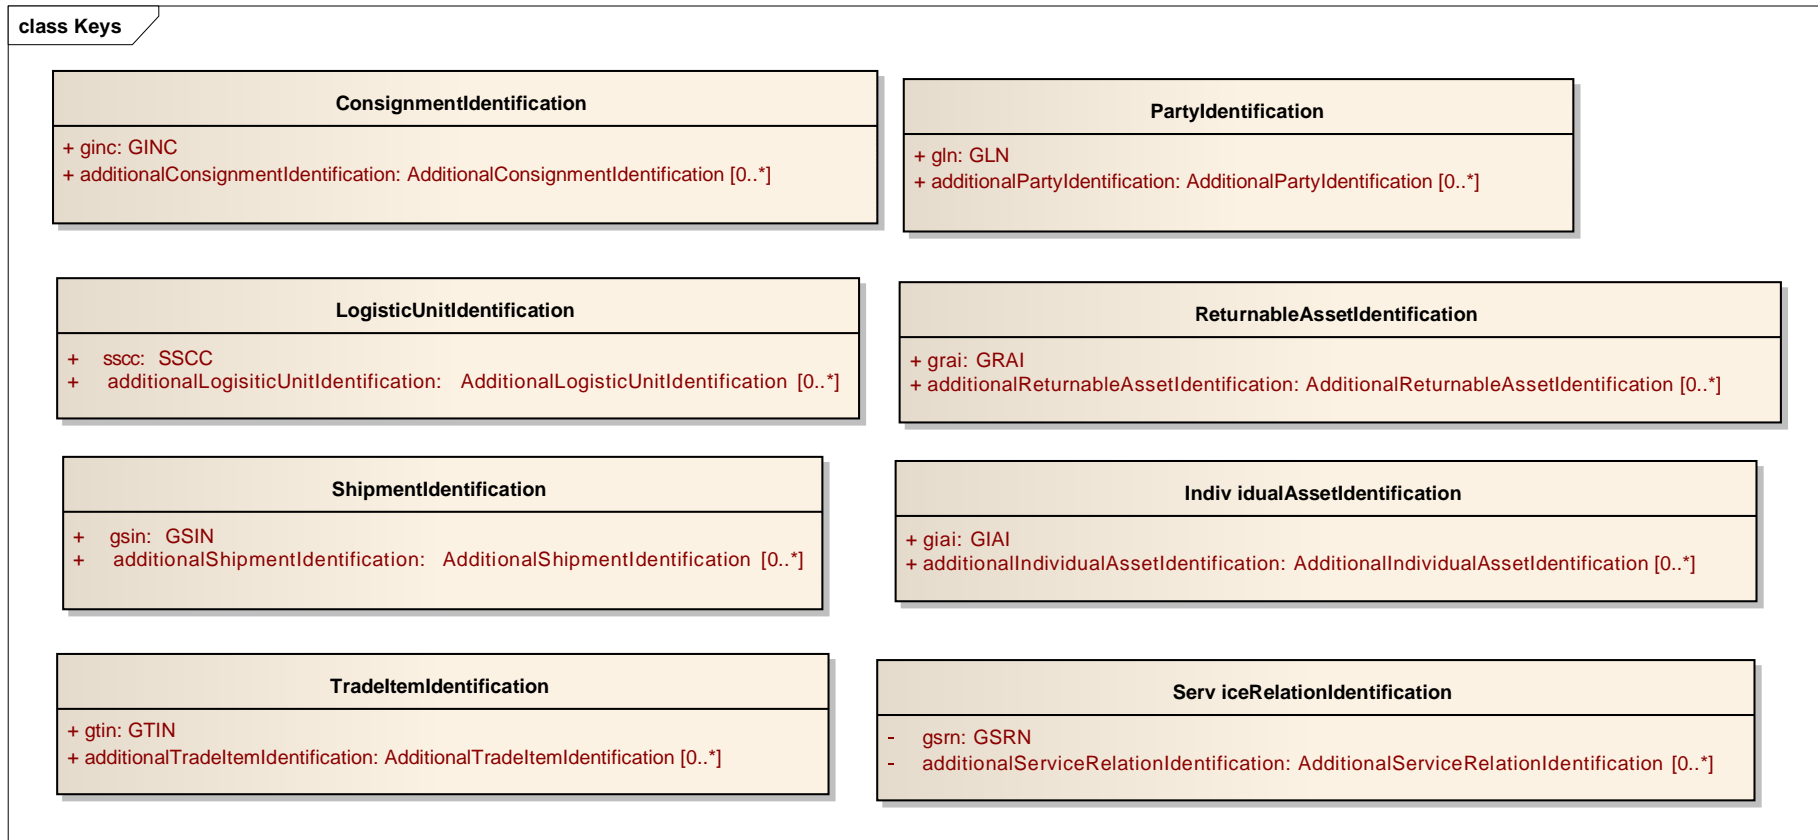 class Keys
ConsignmentIdentification
+ ginc: GINC
+ additionalConsignmentIdentification: AdditionalConsignmentIdentification [0..*]
PartyIdentification
+ gln: GLN
+ additionalPartyIdentification: AdditionalPartyIdentification [0..*]
LogisticUnitIdentification
+ sscc: SSCC
+ additionalLogisiticUnitIdentification: AdditionalLogisticUnitIdentification [0..*]
ReturnableAssetIdentification
+ grai: GRAI
+ additionalReturnableAssetIdentification: AdditionalReturnableAssetIdentification [0..*]
ShipmentIdentification
+ gsin: GSIN
+ additionalShipmentIdentification: AdditionalShipmentIdentification [0..*]
Indiv idualAssetIdentification
+ giai: GIAI
+ additionalIndividualAssetIdentification: AdditionalIndividualAssetIdentification [0..*]
TradeItemIdentification
+ gtin: GTIN
+ additionalTradeItemIdentification: AdditionalTradeItemIdentification [0..*]
Serv iceRelationIdentification
- gsrn: GSRN
- additionalServiceRelationIdentification: AdditionalServiceRelationIdentification [0..*]